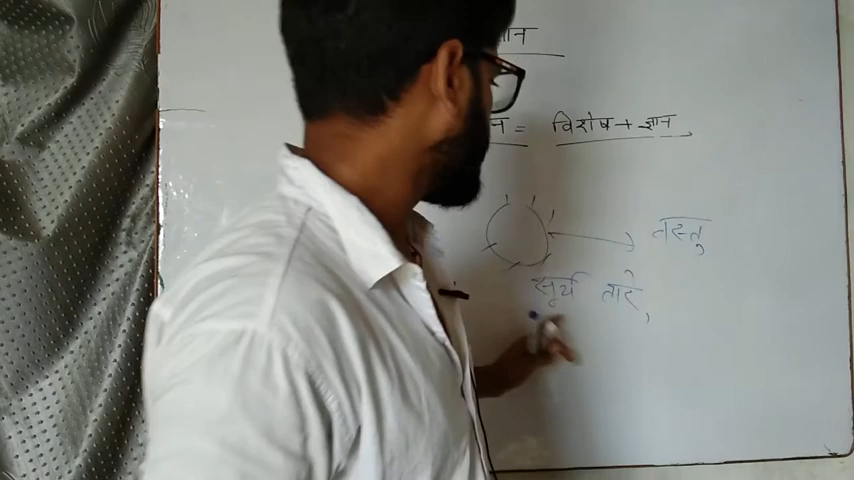 ज्ञान
न = विशेष + ज्ञान
वस्तु
सूर्य तारे,